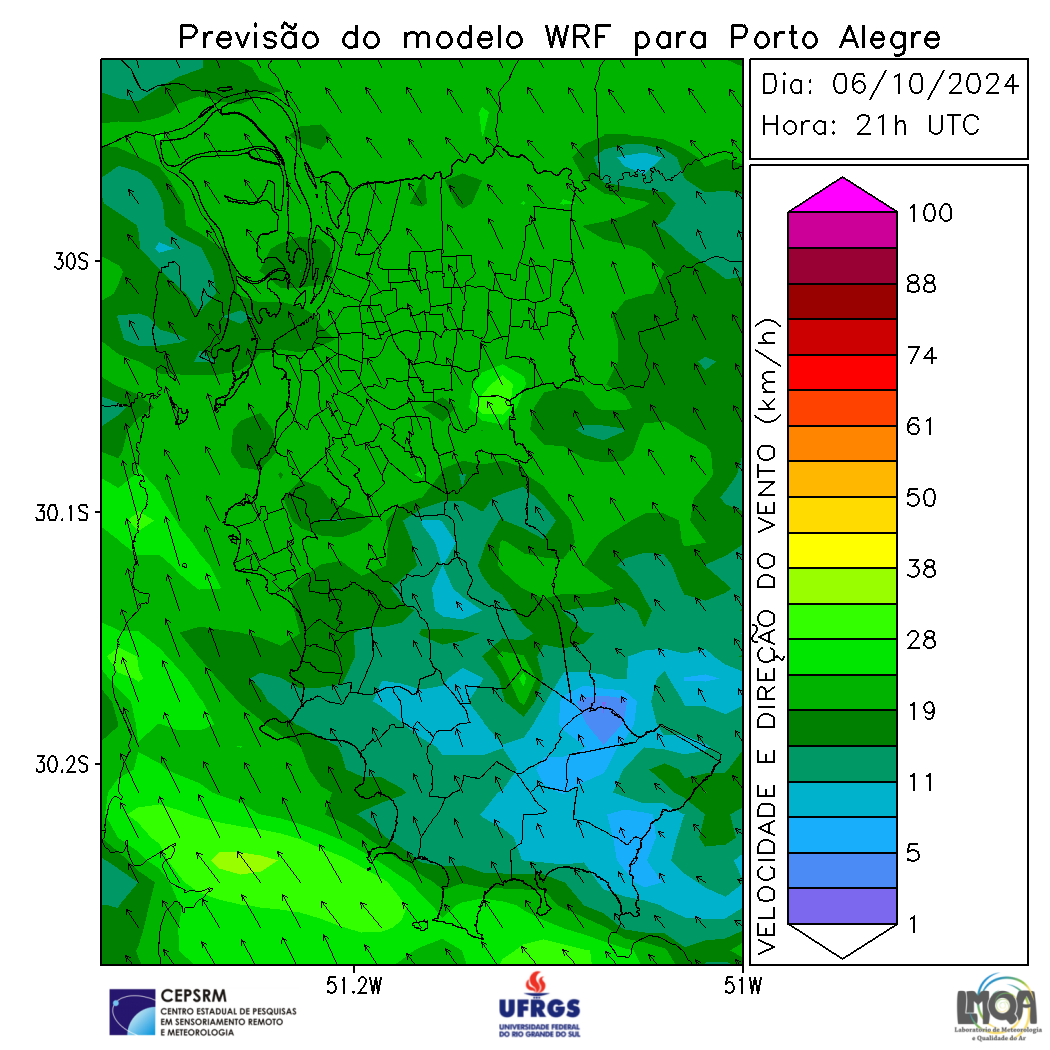 Previsão do modelo WRF para Porto Alegre
Dia: 06/10/2024
Hora: 21h UTC
30S
30.1S
30.2S
51.2W
51W
VELOCIDADE E DIREÇÃO DO VENTO (km/h)
100
88
74
61
50
38
28
19
11
5
1
CEPSRM
CENTRO ESTADUAL DE PESQUISAS
EM SENSORIAMENTO REMOTO
E METEOROLOGIA
UFRGS
UNIVERSIDADE FEDERAL
DO RIO GRANDE DO SUL
LMQA
Laboratório de Meteorologia
e Qualidade do Ar